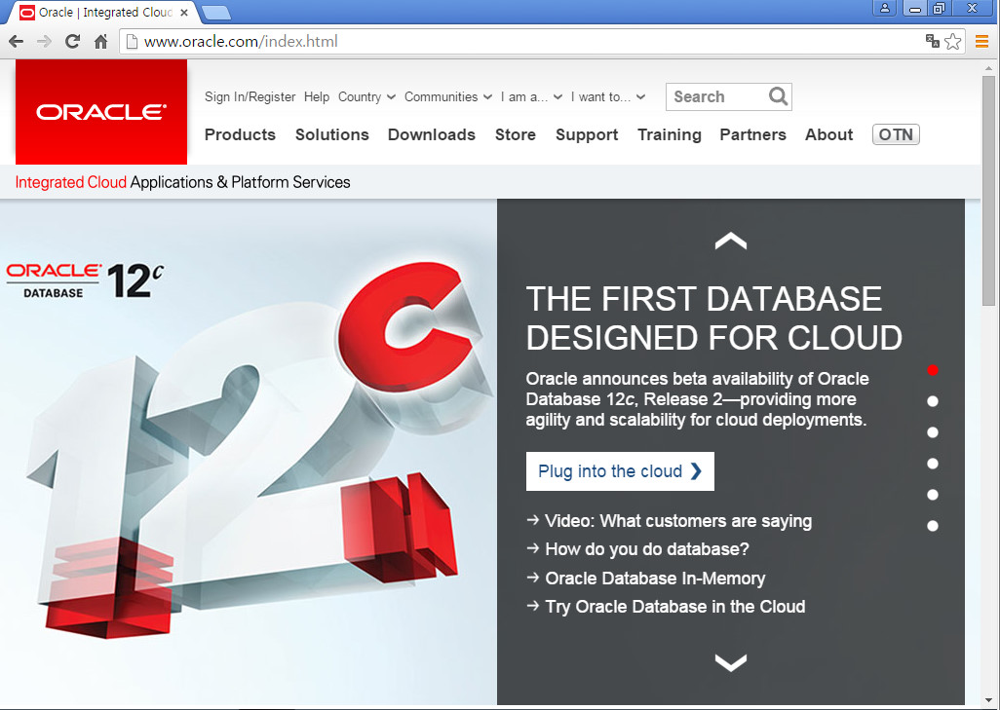 Oracle | Integrated Cloud
www.oracle.com/index.html
ORACLE
Sign In/Register Help Country Communities I am a... I want to... Search
Products Solutions Downloads Store Support Training Partners About OTN
Integrated Cloud Applications & Platform Services
ORACLE
DATABASE
12c
12c
THE FIRST DATABASE
DESIGNED FOR CLOUD
Oracle announces beta availability of Oracle
Database 12c, Release 2—providing more
agility and scalability for cloud deployments.
Plug into the cloud
Video: What customers are saying
How do you do database?
Oracle Database In-Memory
Try Oracle Database in the Cloud